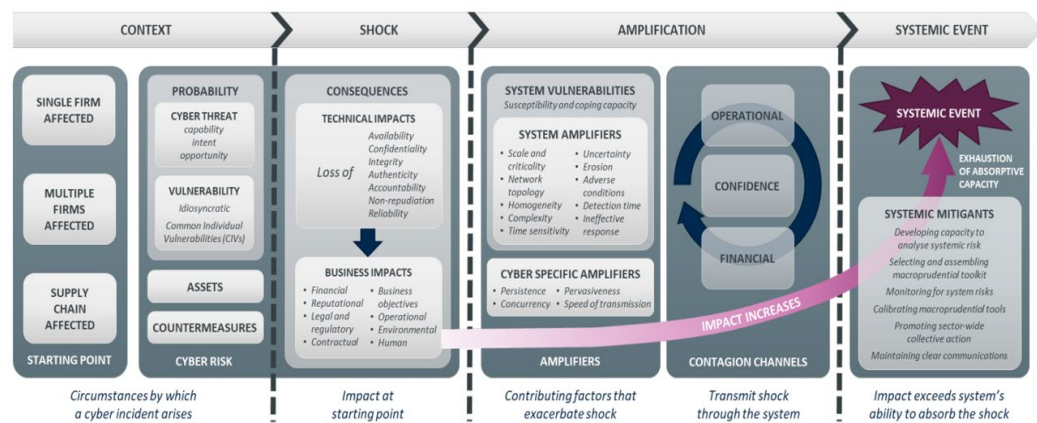 CONTEXT
SHOCK
AMPLIFICATION
SYSTEMIC EVENT
SINGLE FIRM
AFFECTED
MULTIPLE
FIRMS
AFFECTED
SUPPLY
CHAIN
AFFECTED
STARTING POINT
PROBABILITY
CYBER THREAT
capability
intent
opportunity
VULNERABILITY
Idiosyncratic
Common Individual
Vulnerabilities (CIVs)
ASSETS
COUNTERMEASURES
CYBER RISK
Circumstances by which
a cyber incident arises
CONSEQUENCES
TECHNICAL IMPACTS
Loss of
Availability
Confidentiality
Integrity
Authenticity
Accountability
Non-repudiation
Reliability
BUSINESS IMPACTS
• Financial
• Reputational
• Legal and
regulatory
• Contractual
• Business
objectives
• Operational
• Environmental
• Human
Impact at
starting point
SYSTEM VULNERABILITIES
Susceptibility and coping capacity
SYSTEM AMPLIFIERS
• Scale and
criticality
• Network
topology
• Homogeneity
• Complexity
• Time sensitivity
• Uncertainty
• Erosion
• Adverse
conditions
• Detection time
• Ineffective
response
CYBER SPECIFIC AMPLIFIERS
• Persistence
• Concurrency
• Pervasiveness
• Speed of transmission
AMPLIFIERS
Contributing factors that
exacerbate shock
OPERATIONAL
CONFIDENCE
FINANCIAL
IMPACT INCREASES
CONTAGION CHANNELS
Transmit shock
through the system
SYSTEMIC EVENT
EXHAUSTION
OF ABSORPTIVE
CAPACITY
SYSTEMIC MITIGANTS
Developing capacity to
analyse systemic risk
Selecting and assembling
macroprudential toolkit
Monitoring for system risks
Calibrating macroprudential tools
Promoting sector-wide
collective action
Maintaining clear communications
Impact exceeds system's
ability to absorb the shock